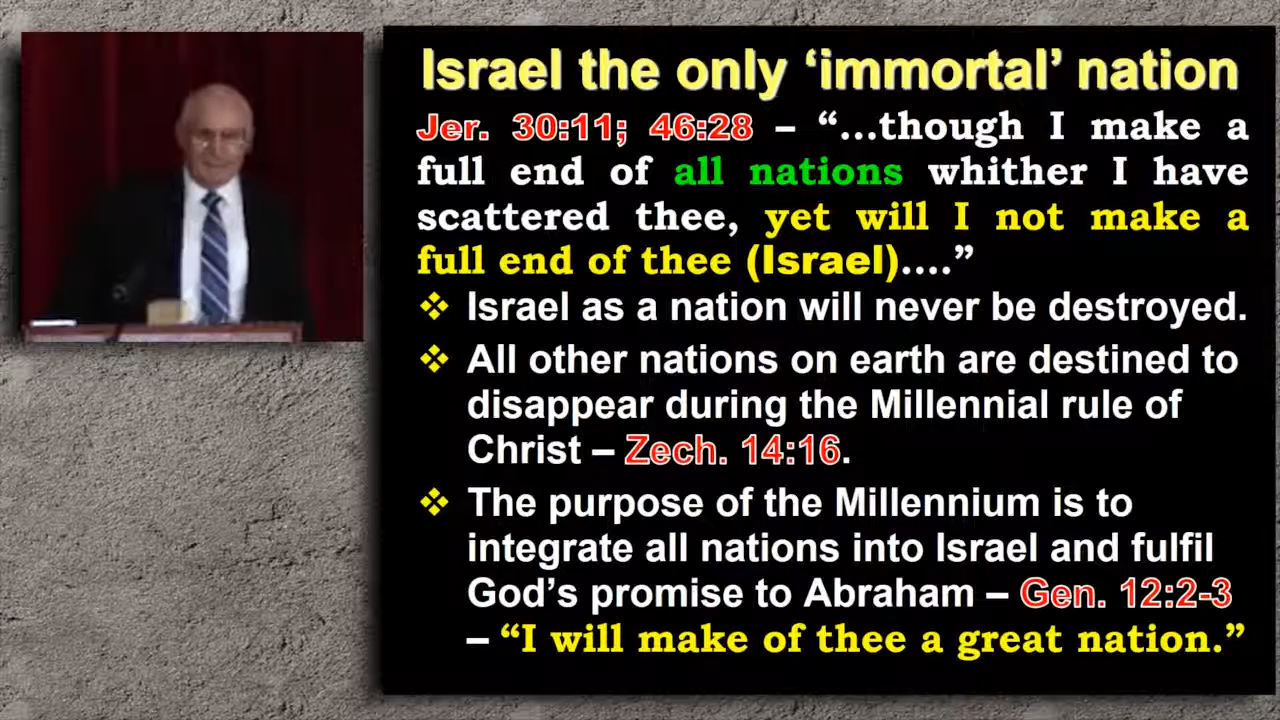 Israel the only ‘immortal’ nation
Jer. 30:11; 46:28 – “…though I make a
full end of all nations whither I have
scattered thee, yet will I not make a
full end of thee (Israel)….”
❖ Israel as a nation will never be destroyed.
❖ All other nations on earth are destined to
disappear during the Millennial rule of
Christ – Zech. 14:16.
❖ The purpose of the Millennium is to
integrate all nations into Israel and fulfil
God’s promise to Abraham – Gen. 12:2-3
– “I will make of thee a great nation.”